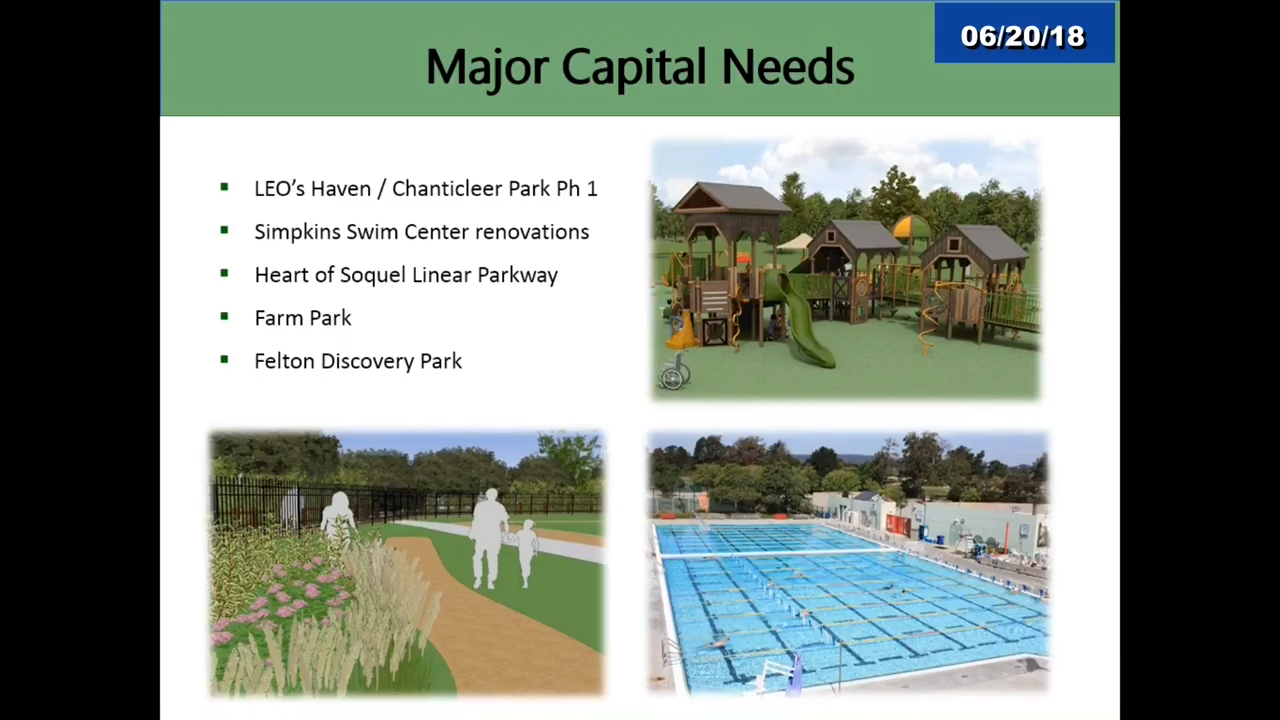 06/20/18
Major Capital Needs
LEO’s Haven / Chanticleer Park Ph 1
Simpkins Swim Center renovations
Heart of Soquel Linear Parkway
Farm Park
Felton Discovery Park